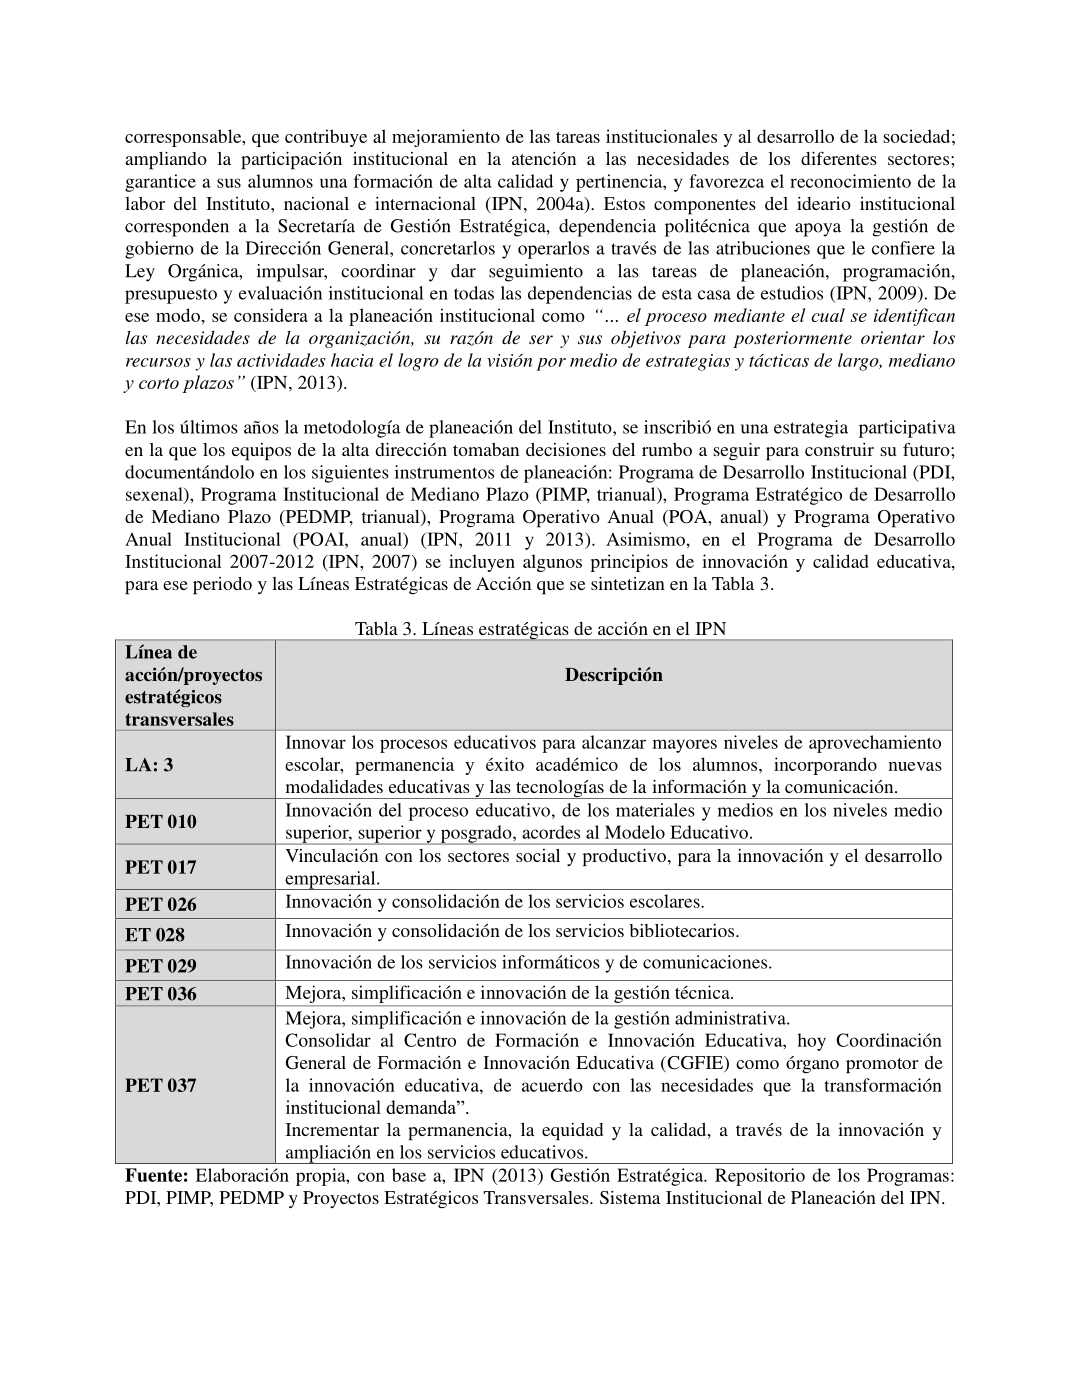 corresponsable, que contribuye al mejoramiento de las tareas institucionales y al desarrollo de la sociedad;
ampliando la participación institucional en la atención a las necesidades de los diferentes sectores;
garantice a sus alumnos una formación de alta calidad y pertinencia, y favorezca el reconocimiento de la
labor del Instituto, nacional e internacional (IPN, 2004a). Estos componentes del ideario institucional
corresponden a la Secretaría de Gestión Estratégica, dependencia politécnica que apoya la gestión de
gobierno de la Dirección General, concretarlos y operarlos a través de las atribuciones que le confiere la
Ley Orgánica, impulsar, coordinar y dar seguimiento a las tareas de planeación, programación,
presupuesto y evaluación institucional en todas las dependencias de esta casa de estudios (IPN, 2009). De
ese modo, se considera a la planeación institucional como “... el proceso mediante el cual se identifican
las necesidades de la organización, su razón de ser y sus objetivos para posteriormente orientar los
recursos y las actividades hacia el logro de la visión por medio de estrategias y tácticas de largo, mediano
y corto plazos” (IPN, 2013).
En los últimos años la metodología de planeación del Instituto, se inscribió en una estrategia participativa
en la que los equipos de la alta dirección tomaban decisiones del rumbo a seguir para construir su futuro;
documentándolo en los siguientes instrumentos de planeación: Programa de Desarrollo Institucional (PDI,
sexenal), Programa Institucional de Mediano Plazo (PIMP, trianual), Programa Estratégico de Desarrollo
de Mediano Plazo (PEDMP, trianual), Programa Operativo Anual (POA, anual) y Programa Operativo
Anual Institucional (POAI, anual) (IPN, 2011 y 2013). Asimismo, en el Programa de Desarrollo
Institucional 2007-2012 (IPN, 2007) se incluyen algunos principios de innovación y calidad educativa,
para ese periodo y las Líneas Estratégicas de Acción que se sintetizan en la Tabla 3.
Tabla 3. Líneas estratégicas de acción en el IPN
Línea de
acción/proyectos
estratégicos
transversales
Descripción
LA: 3
Innovar los procesos educativos para alcanzar mayores niveles de aprovechamiento
escolar, permanencia y éxito académico de los alumnos, incorporando nuevas
modalidades educativas y las tecnologías de la información y la comunicación.
PET 010
Innovación del proceso educativo, de los materiales y medios en los niveles medio
superior, superior y posgrado, acordes al Modelo Educativo.
PET 017
Vinculación con los sectores social y productivo, para la innovación y el desarrollo
empresarial.
PET 026
Innovación y consolidación de los servicios escolares.
ET 028
Innovación y consolidación de los servicios bibliotecarios.
PET 029
Innovación de los servicios informáticos y de comunicaciones.
PET 036
Mejora, simplificación e innovación de la gestión técnica.
PET 037
Mejora, simplificación e innovación de la gestión administrativa.
Consolidar al Centro de Formación e Innovación Educativa, hoy Coordinación
General de Formación e Innovación Educativa (CGFIE) como órgano promotor de
la innovación educativa, de acuerdo con las necesidades que la transformación
institucional demanda”.
Incrementar la permanencia, la equidad y la calidad, a través de la innovación y
ampliación en los servicios educativos.
Fuente: Elaboración propia, con base a, IPN (2013) Gestión Estratégica. Repositorio de los Programas:
PDI, PIMP, PEDMP y Proyectos Estratégicos Transversales. Sistema Institucional de Planeación del IPN.